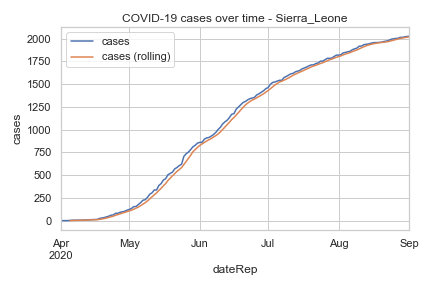 COVID-19 cases over time - Sierra_Leone
cases
cases (rolling)
cases
2000
1750
1500
1250
1000
750
500
250
0
Apr May Jun Jul Aug Sep
2020
dateRep